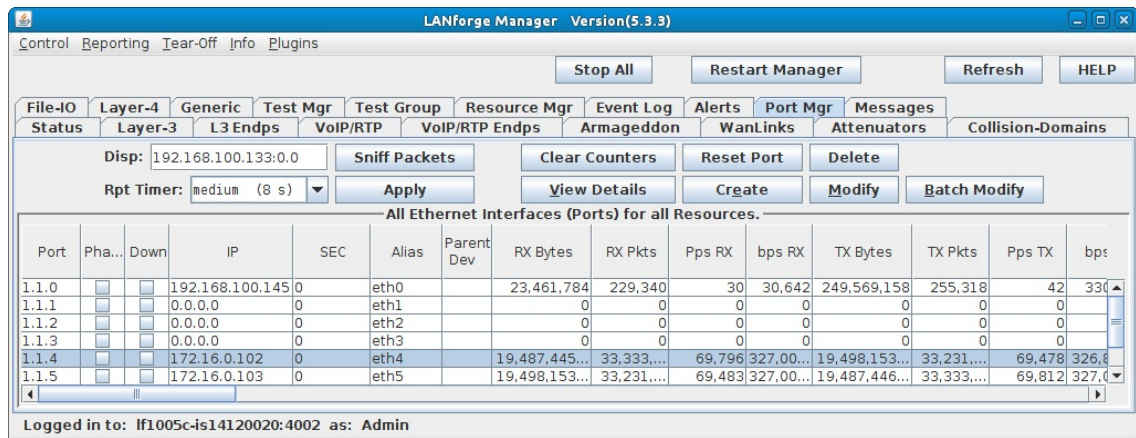 LANforge Manager Version(5.3.3)
Control Reporting Tear-Off Info Plugins
Stop All Restart Manager Refresh HELP
File-IO Layer-4 Generic Test Mgr Test Group Resource Mgr Event Log Alerts Port Mgr Messages
Status Layer-3 L3 Endps VoIP/RTP VoIP/RTP Endps Armageddon WanLinks Attenuators Collision-Domains
Disp: 192.168.100.133:0.0 Sniff Packets Clear Counters Reset Port Delete
Rpt Timer: medium (8 s) Apply View Details Create Modify Batch Modify
All Ethernet Interfaces (Ports) for all Resources.
Port Pha... Down IP SEC Alias Parent Dev RX Bytes RX Pkts Pps RX bps RX TX Bytes TX Pkts Pps TX bps
1.1.0 192.168.100.145 0 eth0 23,461,784 229,340 30 30,642 249,569,158 255,318 42 330
1.1.1 0.0.0.0 0 eth1 0 0 0 0 0 0 0
1.1.2 0.0.0.0 0 eth2 0 0 0 0 0 0 0
1.1.3 0.0.0.0 0 eth3 0 0 0 0 0 0 0
1.1.4 172.16.0.102 0 eth4 19,487,445... 33,333,... 69,796 327,00... 19,498,153... 33,231,... 69,478 326,8
1.1.5 172.16.0.103 0 eth5 19,498,153... 33,231,... 69,483 327,00... 19,487,446... 33,333,... 69,812 327,0
Logged in to: lf1005c-is14120020:4002 as: Admin